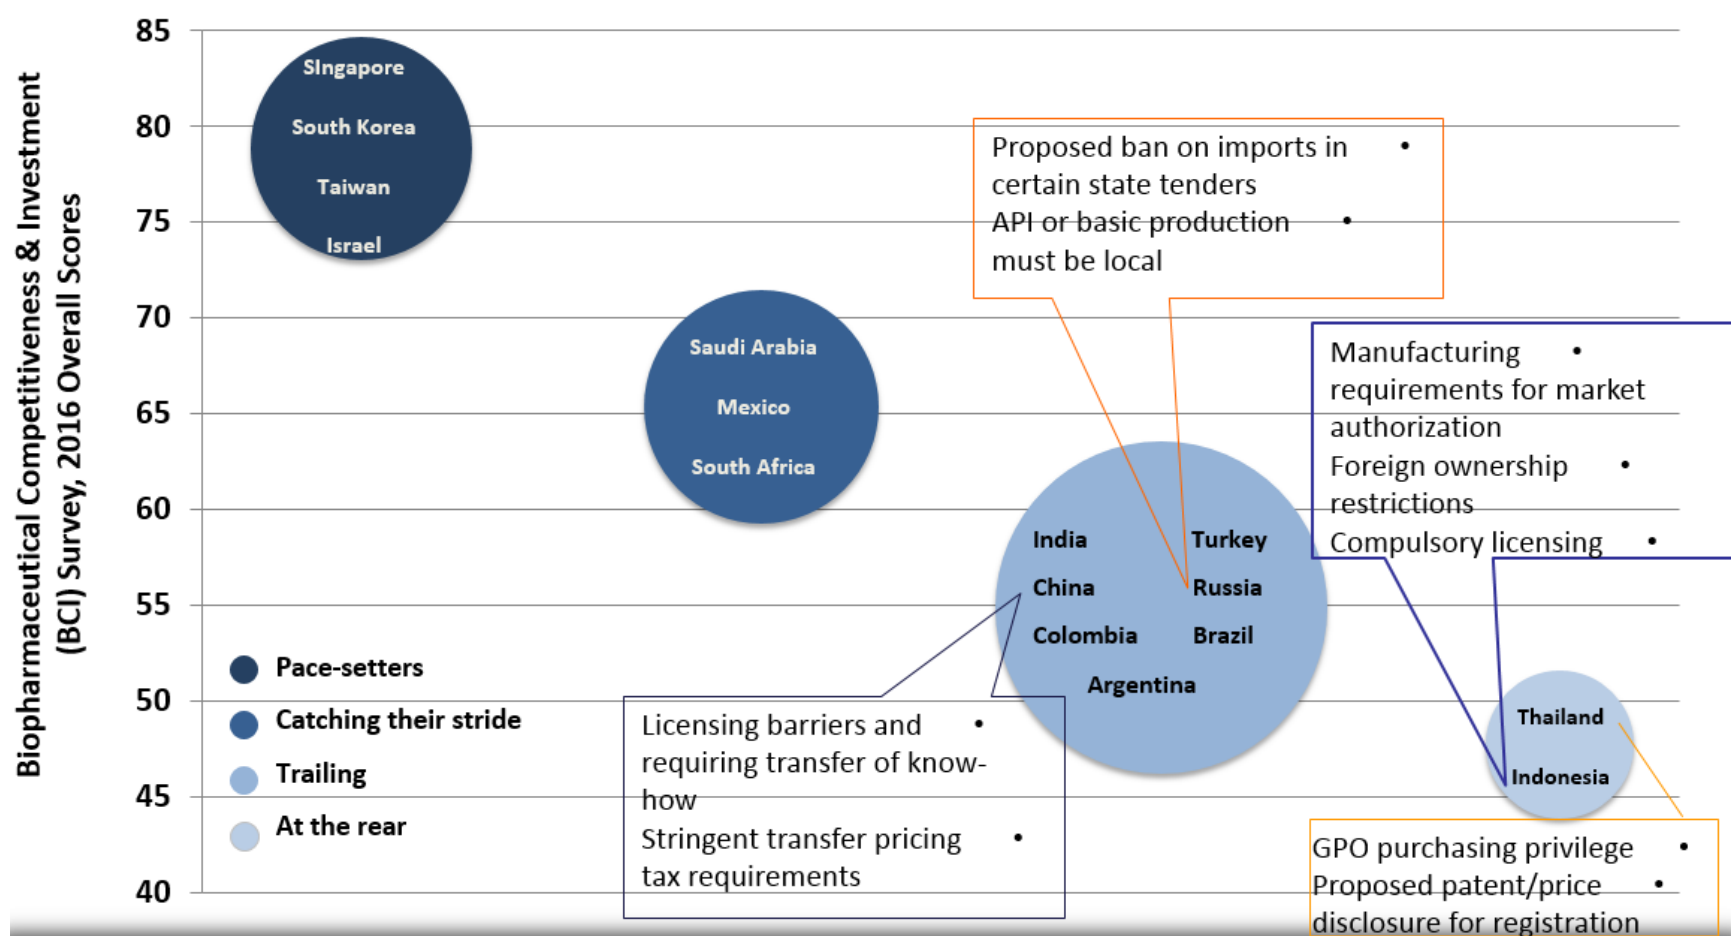 Biopharmaceutical Competitiveness & Investment
(BCI) Survey, 2016 Overall Scores
85
80
75
70
65
60
55
50
45
40
SIngapore
South Korea
Taiwan
Israel
Saudi Arabia
Mexico
South Africa
India
Turkey
China
Russia
Colombia
Brazil
Argentina
Thailand
Indonesia
Proposed ban on imports in •
certain state tenders
API or basic production •
must be local
Manufacturing •
requirements for market
authorization
Foreign ownership •
restrictions
Compulsory licensing •
Licensing barriers and •
requiring transfer of know-
how
Stringent transfer pricing •
tax requirements
GPO purchasing privilege •
Proposed patent/price •
disclosure for registration
Pace-setters
Catching their stride
Trailing
At the rear